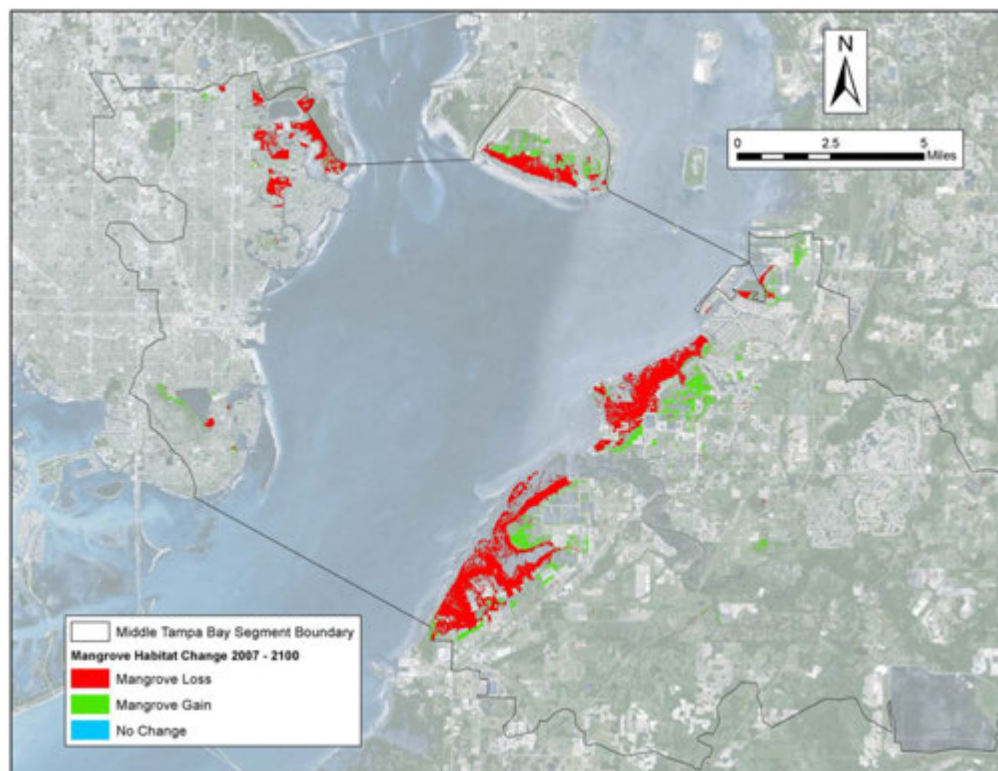 N
0 2.5 5
Miles
Middle Tampa Bay Segment Boundary
Mangrove Habitat Change 2007 - 2100
Mangrove Loss
Mangrove Gain
No Change